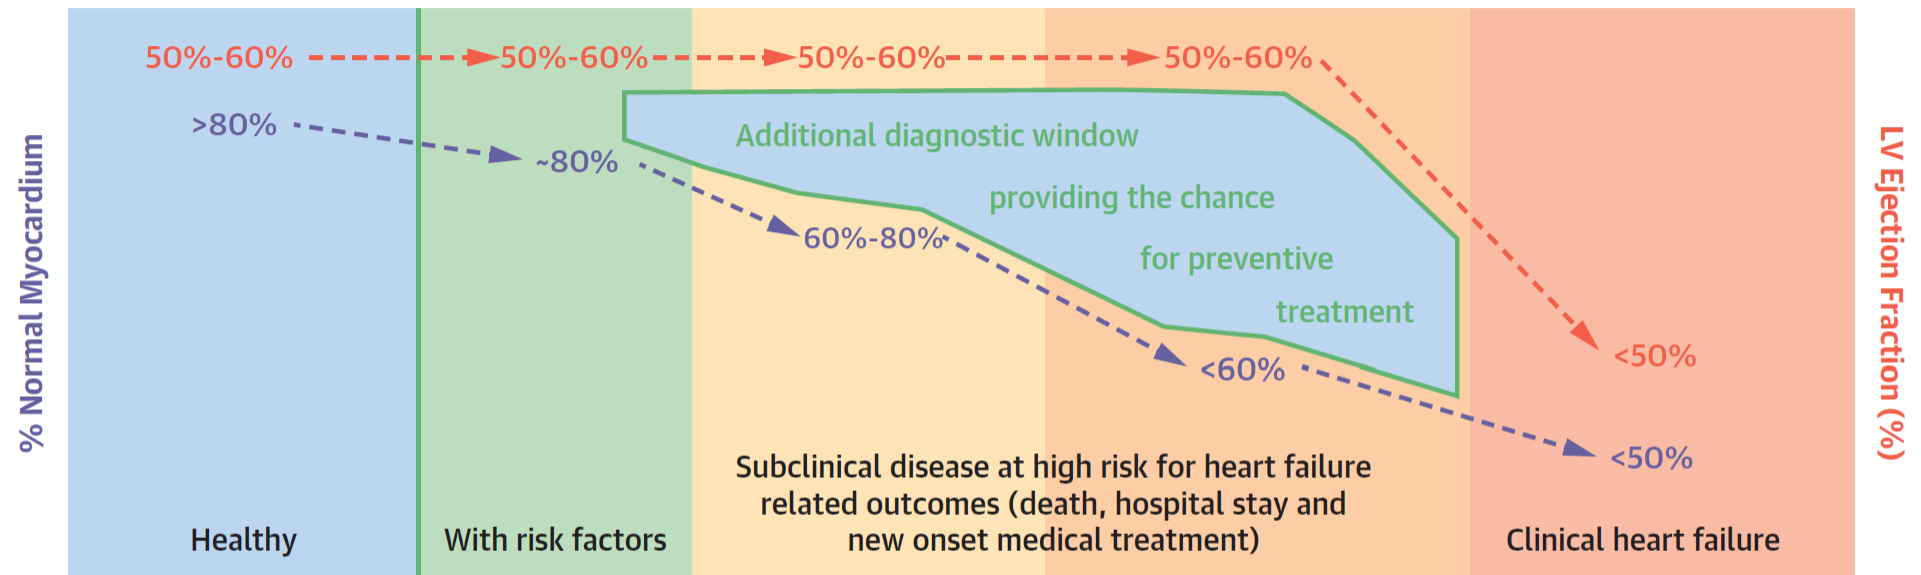 50%-60%
50%-60%
50%-60%
50%-60%
>80%
~80%
60%-80%
<60%
<50%
<50%
Additional diagnostic window
providing the chance
for preventive
treatment
% Normal Myocardium
LV Ejection Fraction (%)
Healthy
With risk factors
Subclinical disease at high risk for heart failure
related outcomes (death, hospital stay and
new onset medical treatment)
Clinical heart failure